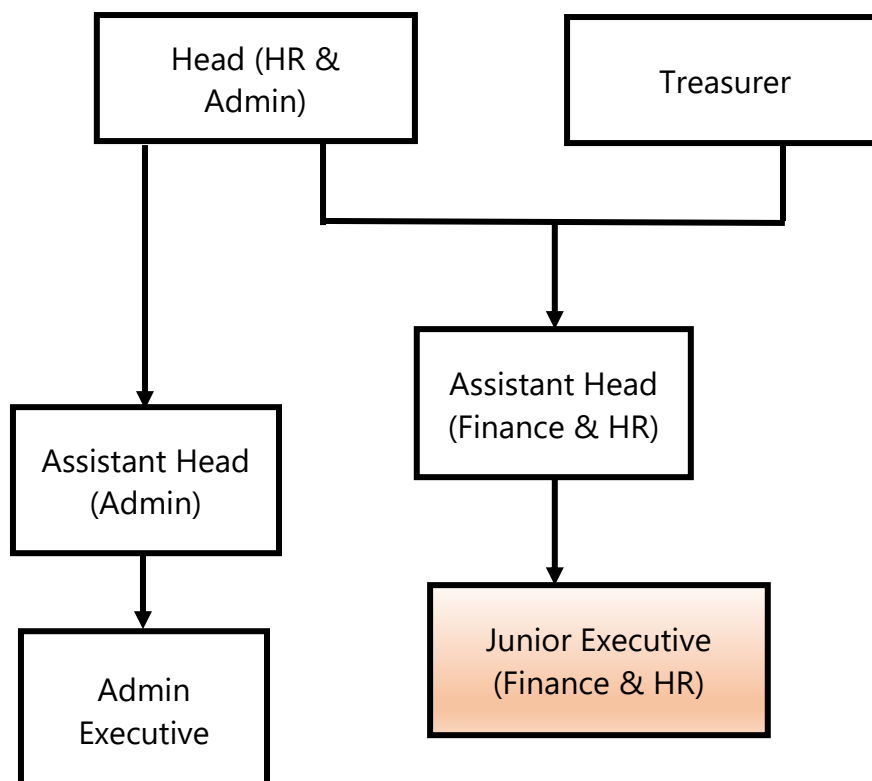 Head (HR &
Admin)
Treasurer
Assistant Head
(Finance & HR)
Assistant Head
(Admin)
Junior Executive
(Finance & HR)
Admin
Executive